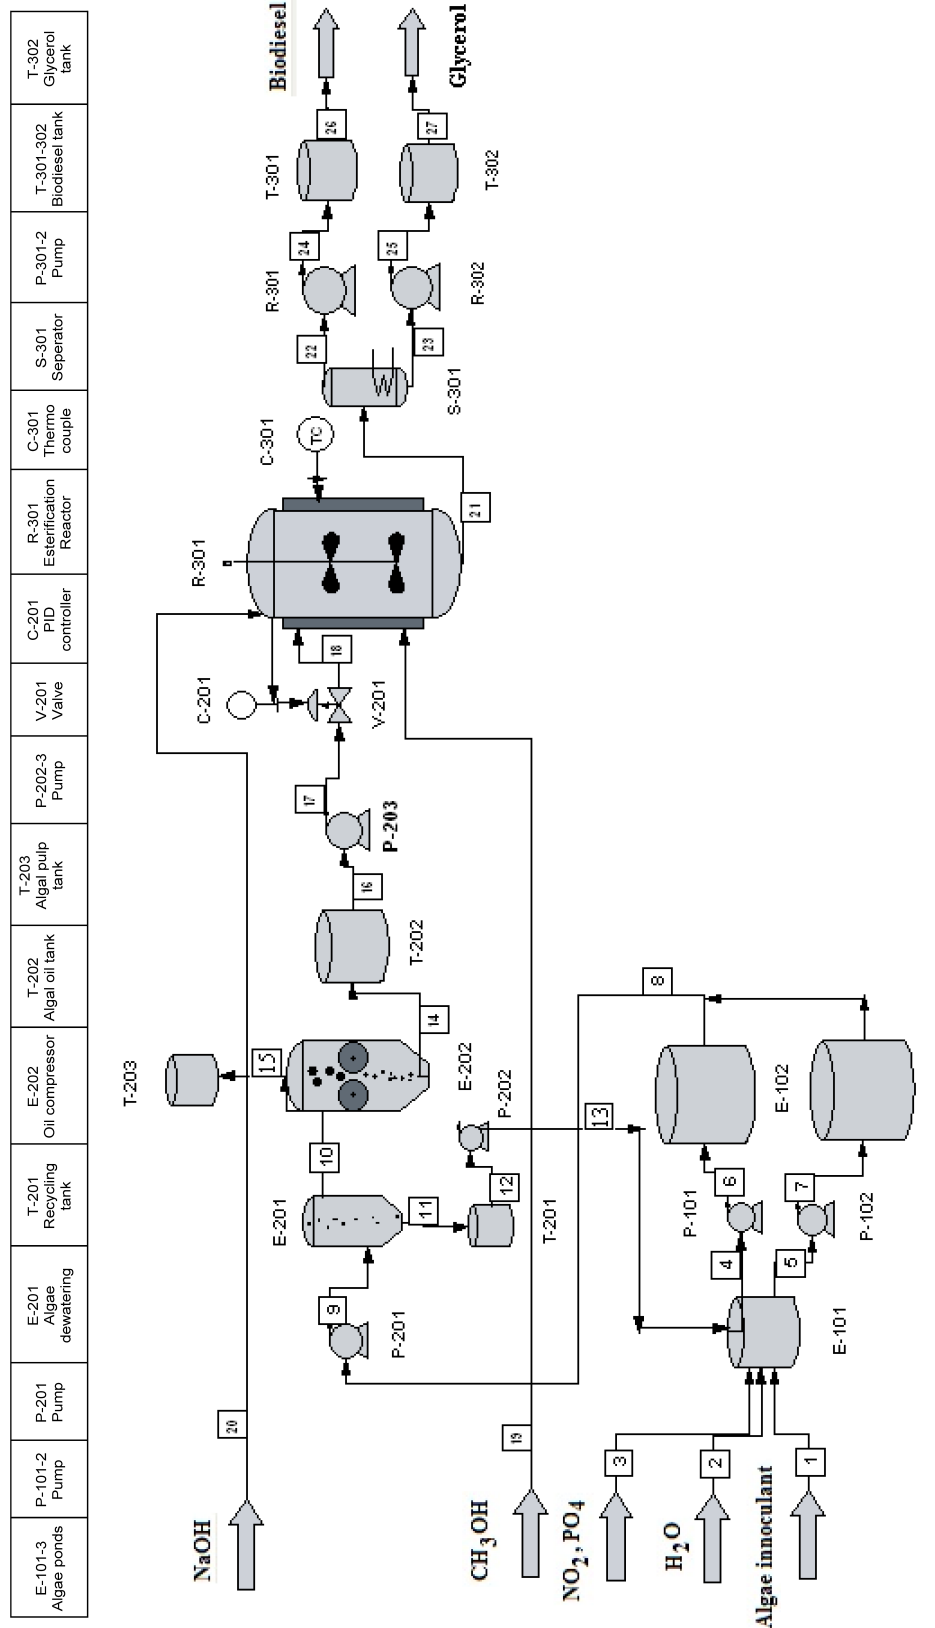 E-101-3
Algae ponds
P-101-2
Pump
P-201
Pump
E-201
Algae
dewatering
T-201
Recycling
tank
E-202
Oil compressor
T-202
Algal oil tank
T-203
Algal pulp
tank
P-202-3
Pump
V-201
Valve
C-201
PID
controller
R-301
Esterification
Reactor
C-301
Thermo
couple
S-301
Seperator
P-301-2
Pump
T-301-302
Biodiesel tank
T-302
Glycerol
tank
NaOH
20
T-203
15
C-201
R-301
C-301
TC
R-301
T-301
Biodiesel
E-201
10
17
18
22
24
26
P-201
9
11
14
16
T-202
P-203
V-201
25
27
23
Glycerol
E-202
21
S-301
R-302
T-302
CH3OH
19
T-201
12
P-202
NO2, PO4
3
13
8
H2O
2
4
P-101
6
Algae innoculant
1
5
7
E-102
E-101
P-102